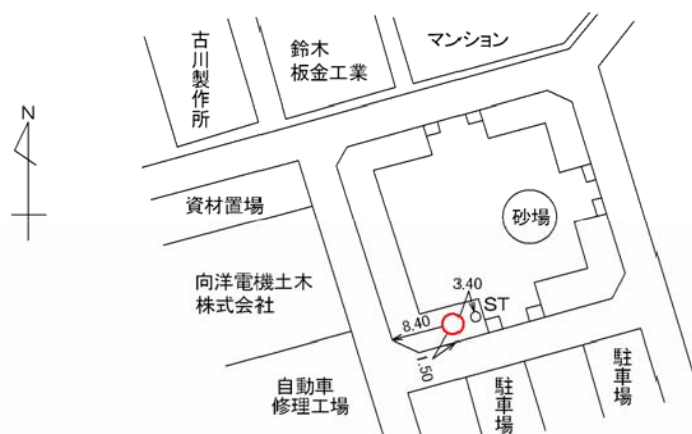 古川製作所
鈴木
板金工業
マンション
N
資材置場
砂場
向洋電機土木
株式会社
3.40
ST
8.40
1.50
自動車
修理工場
駐車場
駐車場